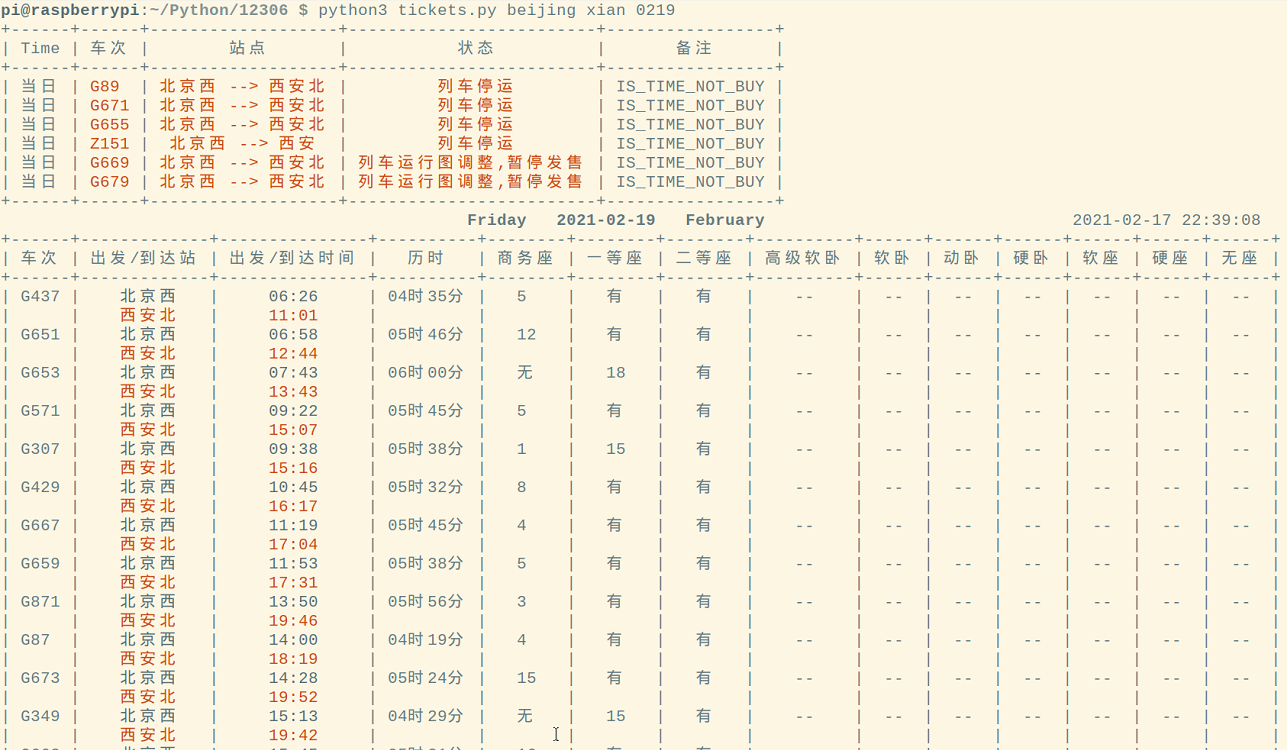 pi@raspberrypi:~/Python/12306 $ python3 tickets.py beijing xian 0219
+------+------+-------------------+-------------------------+-----------------+
| Time | 车次 | 站点 | 状态 | 备注 |
+------+------+-------------------+-------------------------+-----------------+
| 当日 | G89 | 北京西 --> 西安北 | 列车停运 | IS_TIME_NOT_BUY |
| 当日 | G671 | 北京西 --> 西安北 | 列车停运 | IS_TIME_NOT_BUY |
| 当日 | G655 | 北京西 --> 西安北 | 列车停运 | IS_TIME_NOT_BUY |
| 当日 | Z151 | 北京西 --> 西安 | 列车停运 | IS_TIME_NOT_BUY |
| 当日 | G669 | 北京西 --> 西安北 | 列车运行图调整,暂停发售 | IS_TIME_NOT_BUY |
| 当日 | G679 | 北京西 --> 西安北 | 列车运行图调整,暂停发售 | IS_TIME_NOT_BUY |
+------+------+-------------------+-------------------------+-----------------+
Friday 2021-02-19 February 2021-02-17 22:39:08
+------+-------------+---------------+----------+--------+--------+--------+----------+------+------+------+------+------+------+
| 车次 | 出发/到达站 | 出发/到达时间 | 历时 | 商务座 | 一等座 | 二等座 | 高级软卧 | 软卧 | 动卧 | 硬卧 | 软座 | 硬座 | 无座 |
+------+-------------+---------------+----------+--------+--------+--------+----------+------+------+------+------+------+------+
| G437 | 北京西 | 06:26 | 04时35分 | 5 | 有 | 有 | -- | -- | -- | -- | -- | -- | -- |
| | 西安北 | 11:01 | | | | | | | | | | | |
| G651 | 北京西 | 06:58 | 05时46分 | 12 | 有 | 有 | -- | -- | -- | -- | -- | -- | -- |
| | 西安北 | 12:44 | | | | | | | | | | | |
| G653 | 北京西 | 07:43 | 06时00分 | 无 | 18 | 有 | -- | -- | -- | -- | -- | -- | -- |
| | 西安北 | 13:43 | | | | | | | | | | | |
| G571 | 北京西 | 09:22 | 05时45分 | 5 | 有 | 有 | -- | -- | -- | -- | -- | -- | -- |
| | 西安北 | 15:07 | | | | | | | | | | | |
| G307 | 北京西 | 09:38 | 05时38分 | 1 | 15 | 有 | -- | -- | -- | -- | -- | -- | -- |
| | 西安北 | 15:16 | | | | | | | | | | | |
| G429 | 北京西 | 10:45 | 05时32分 | 8 | 有 | 有 | -- | -- | -- | -- | -- | -- | -- |
| | 西安北 | 16:17 | | | | | | | | | | | |
| G667 | 北京西 | 11:19 | 05时45分 | 4 | 有 | 有 | -- | -- | -- | -- | -- | -- | -- |
| | 西安北 | 17:04 | | | | | | | | | | | |
| G659 | 北京西 | 11:53 | 05时38分 | 5 | 有 | 有 | -- | -- | -- | -- | -- | -- | -- |
| | 西安北 | 17:31 | | | | | | | | | | | |
| G871 | 北京西 | 13:50 | 05时56分 | 3 | 有 | 有 | -- | -- | -- | -- | -- | -- | -- |
| | 西安北 | 19:46 | | | | | | | | | | | |
| G87 | 北京西 | 14:00 | 04时19分 | 4 | 有 | 有 | -- | -- | -- | -- | -- | -- | -- |
| | 西安北 | 18:19 | | | | | | | | | | | |
| G673 | 北京西 | 14:28 | 05时24分 | 15 | 有 | 有 | -- | -- | -- | -- | -- | -- | -- |
| | 西安北 | 19:52 | | | | | | | | | | | |
| G349 | 北京西 | 15:13 | 04时29分 | 无 | 15 | 有 | -- | -- | -- | -- | -- | -- | -- |
| | 西安北 | 19:42 | | | | | | | | | | | |